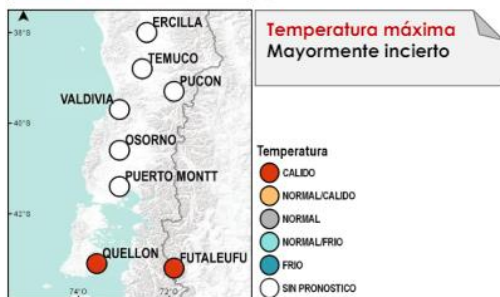 38°S
ERCILLA
TEMUCO
PUCON
VALDIVIA
40°S
OSORNO
PUERTO MONTT
42°S
QUELLON
FUTALEUFU
74°O
72°O
Temperatura máxima
Mayormente incierto
Temperatura
CALIDO
NORMAL/CALIDO
NORMAL
NORMAL/FRIO
FRIO
SIN PRONOSTICO